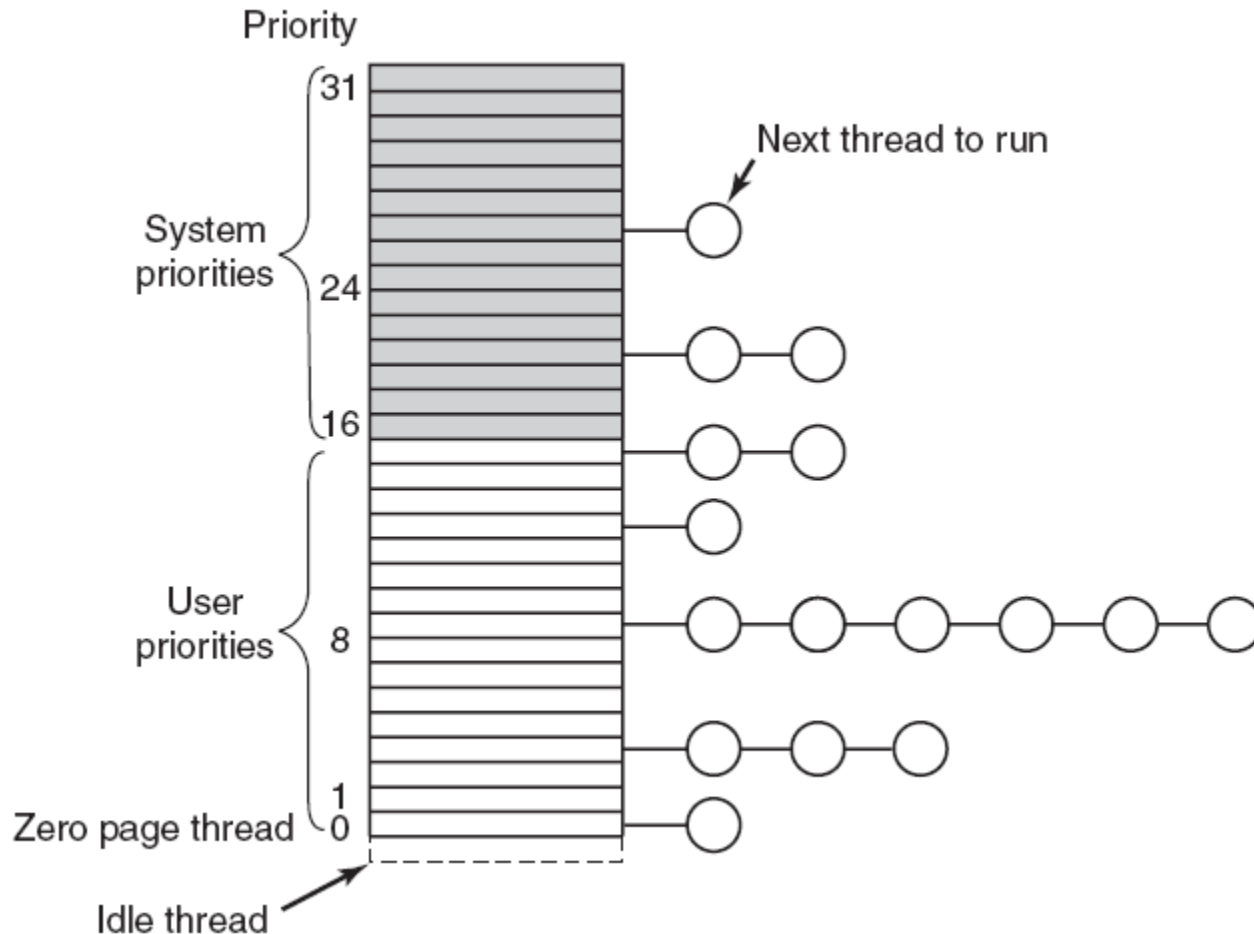 Priority
31
Next thread to run
System
priorities
24
16
User
priorities
8
1
Zero page thread 0
Idle thread